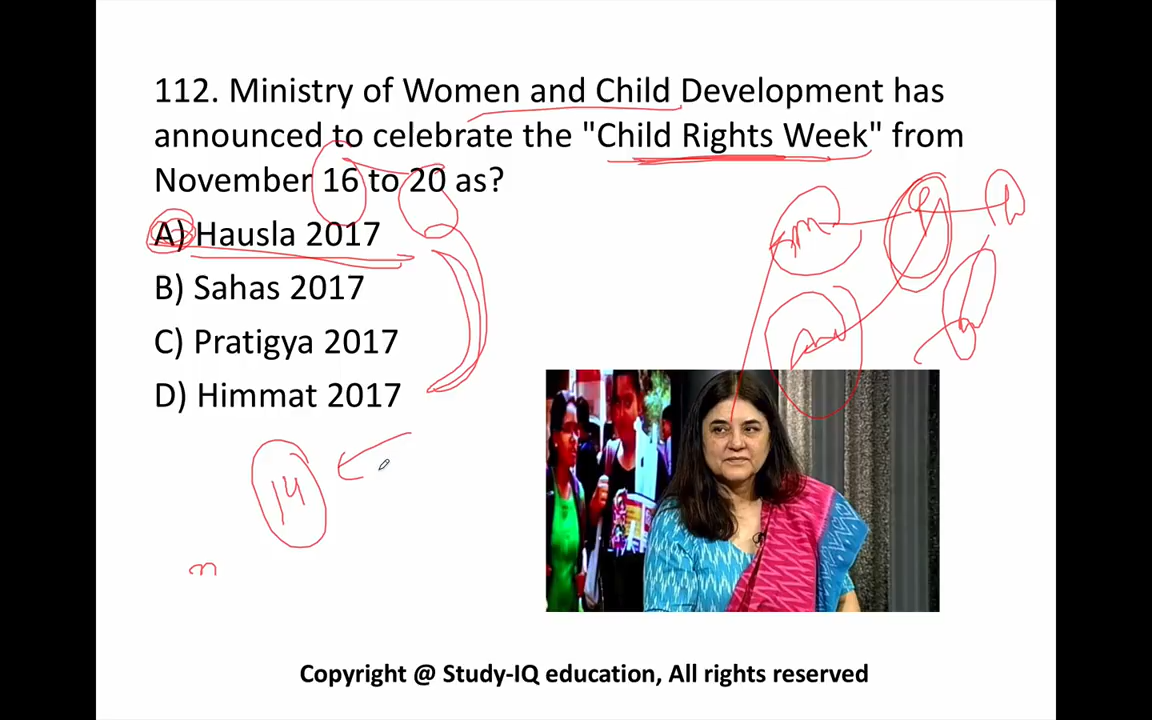 112. Ministry of Women and Child Development has
announced to celebrate the "Child Rights Week" from
November 16 to 20 as?
A) Hausla 2017
B) Sahas 2017
C) Pratigya 2017
D) Himmat 2017
14
Copyright @ Study-IQ education, All rights reserved